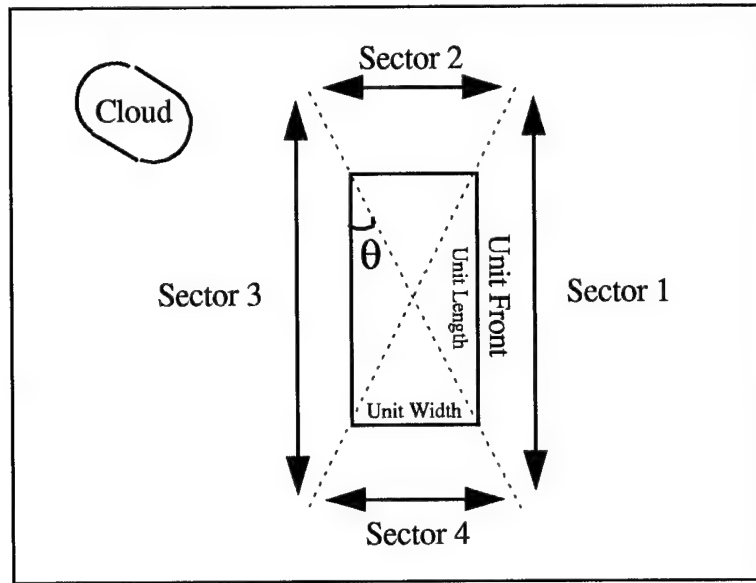 Sector 2
Cloud
θ
Unit Length
Unit Front
Sector 3
Sector 1
Unit Width
Sector 4